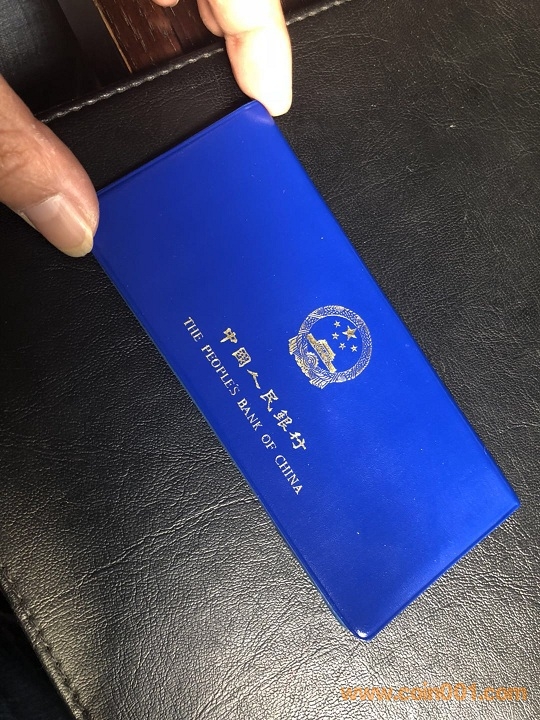 中國人民銀行
THE PEOPLE'S BANK OF CHINA
www.coin001.com